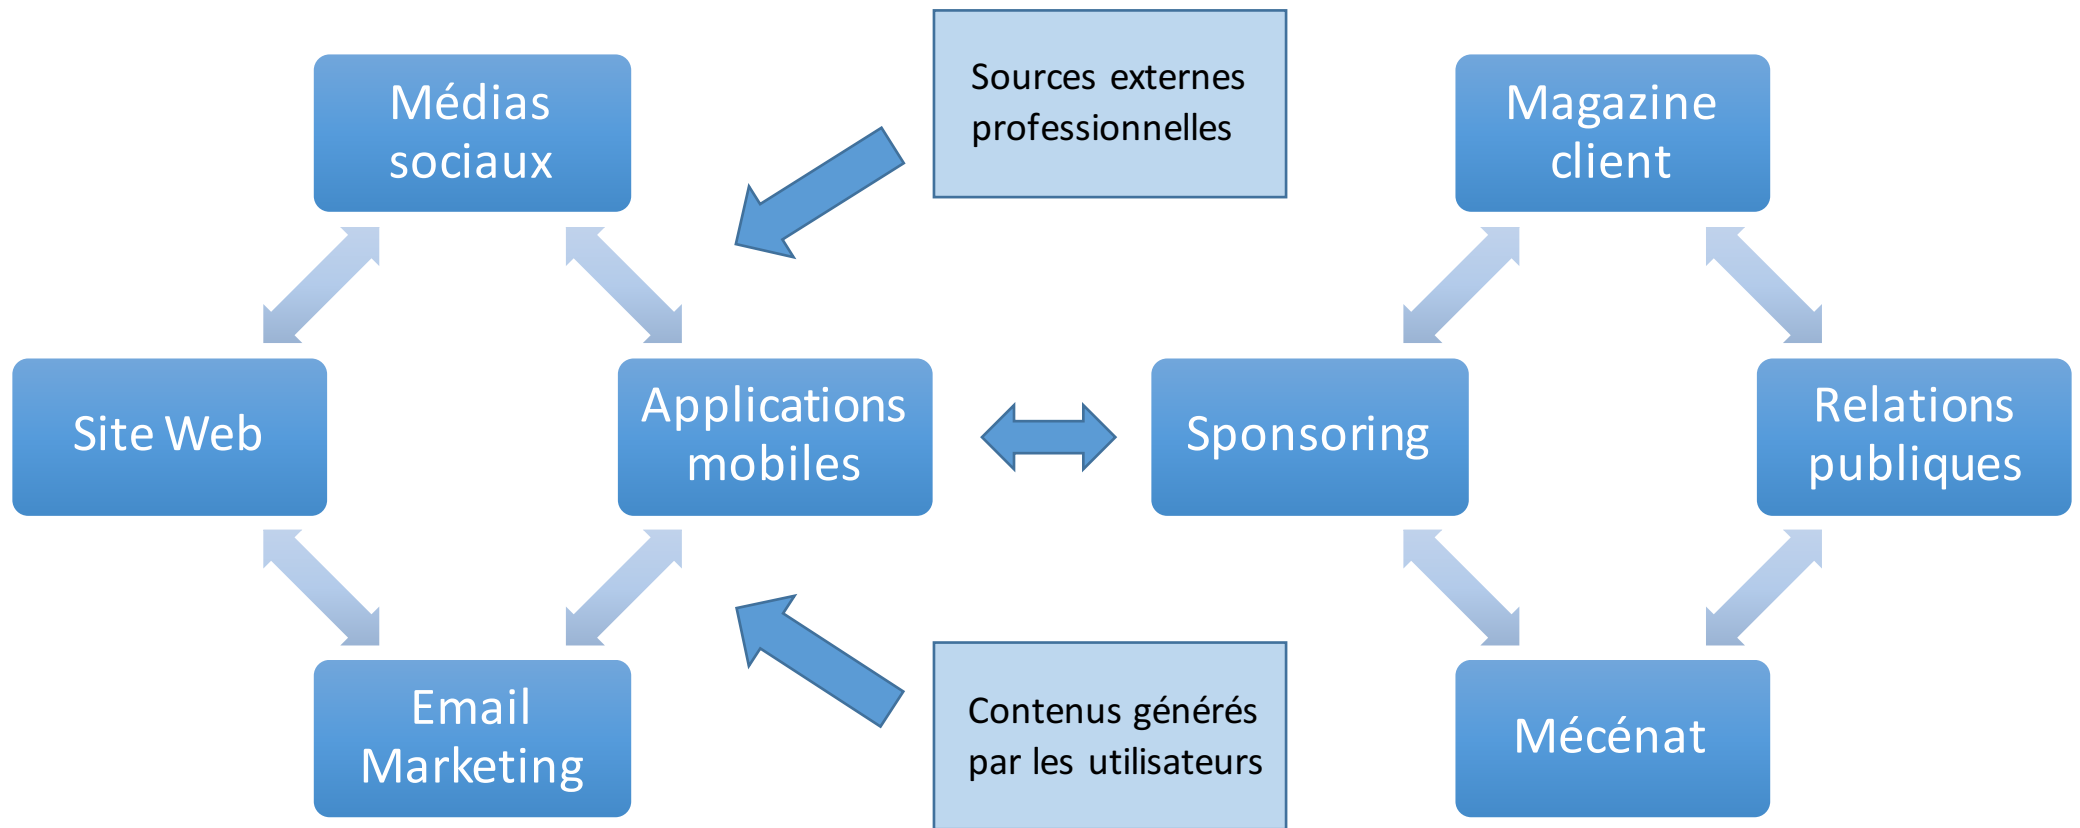 Médias
sociaux
Sources externes
professionnelles
Magazine
client
Site Web
Applications
mobiles
Sponsoring
Relations
publiques
Email
Marketing
Contenus générés
par les utilisateurs
Mécénat